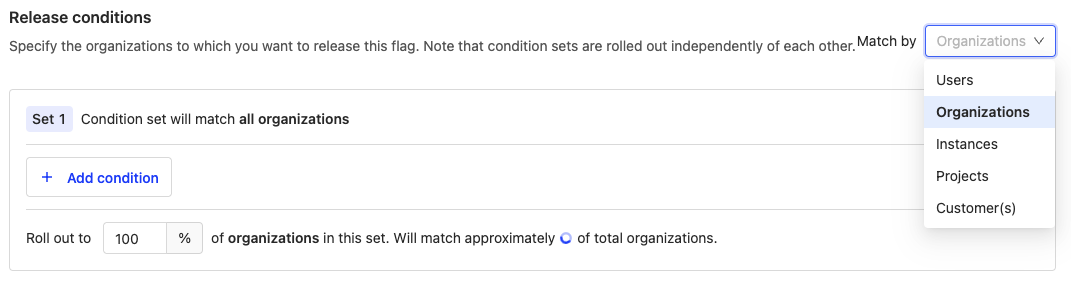 Release conditions
Specify the organizations to which you want to release this flag. Note that condition sets are rolled out independently of each other.
Match by Organizations
Users
Organizations
Instances
Projects
Customer(s)
Set 1 Condition set will match all organizations
+ Add condition
Roll out to 100 % of organizations in this set. Will match approximately of total organizations.